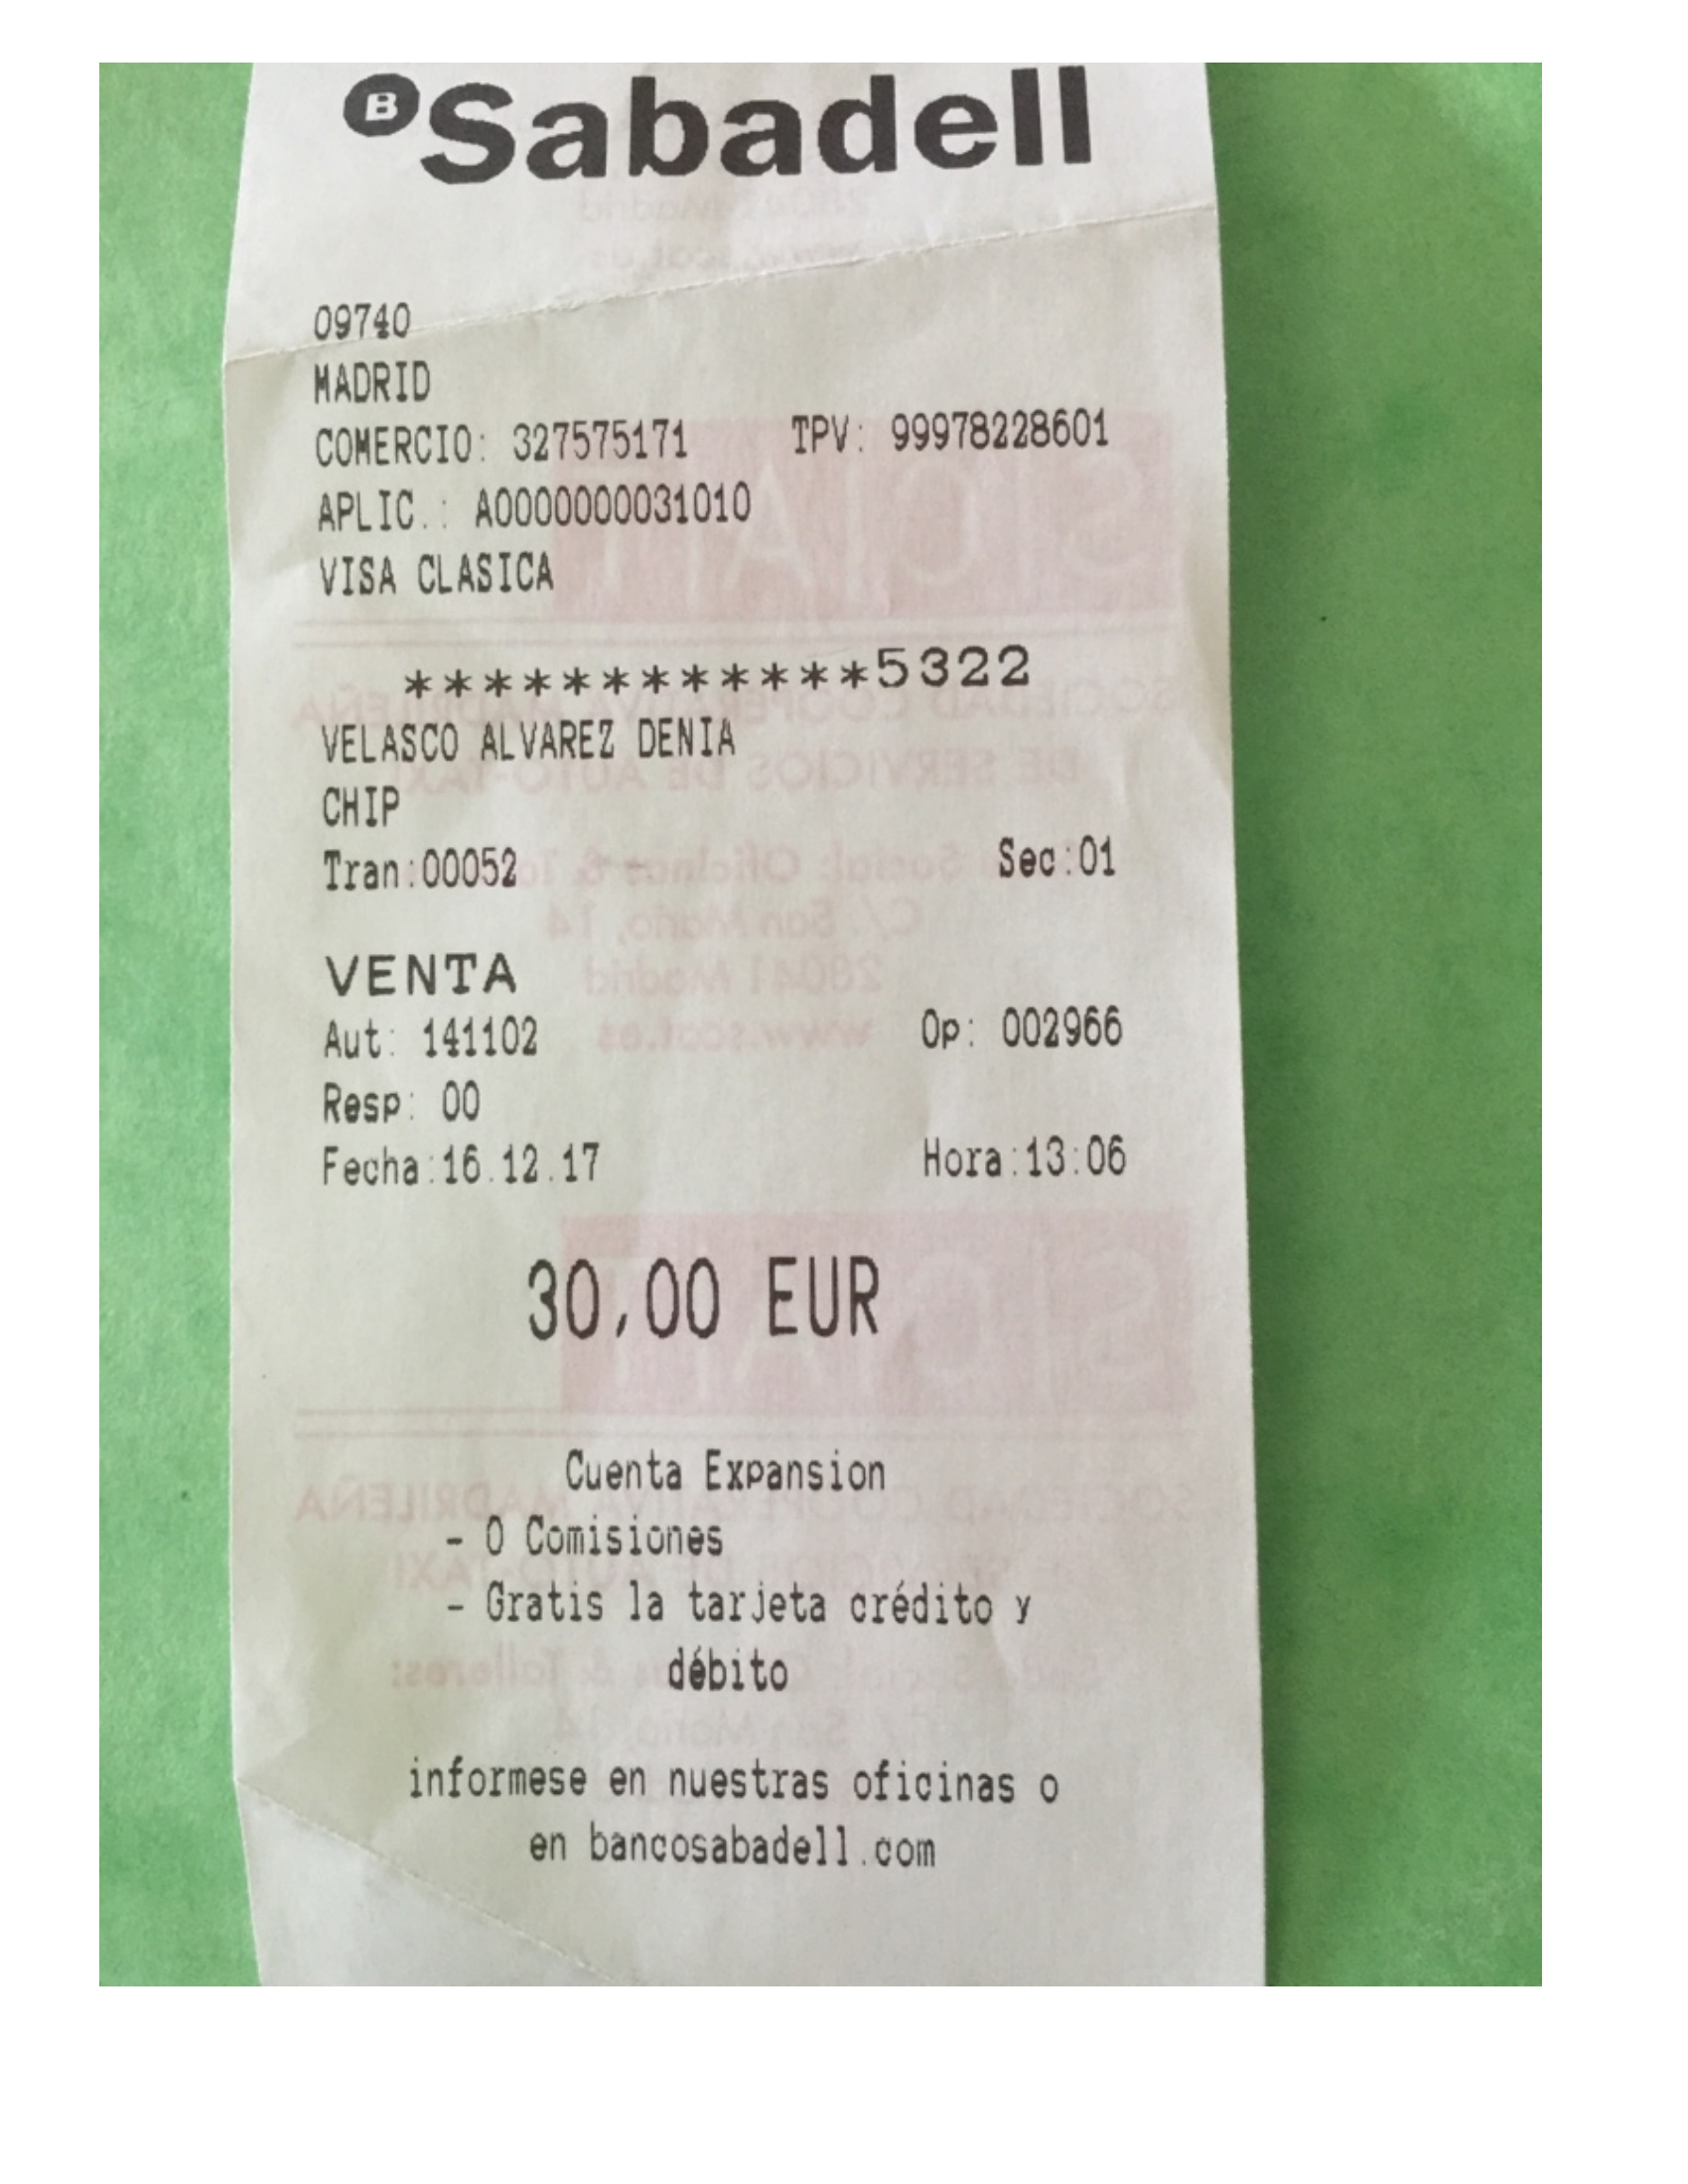 B Sabadell
09740
MADRID
COMERCIO: 327575171 TPV: 99978228601
APLIC.: A0000000031010
VISA CLASICA
************5322
VELASCO ALVAREZ DENIA
CHIP
Tran:00052 Sec:01
VENTA
Aut: 141102 Op: 002966
Resp: 00
Fecha:16.12.17 Hora:13:06
30,00 EUR
Cuenta Expansion
- 0 Comisiones
- Gratis la tarjeta crédito y
débito
informese en nuestras oficinas o
en bancosabadell.com